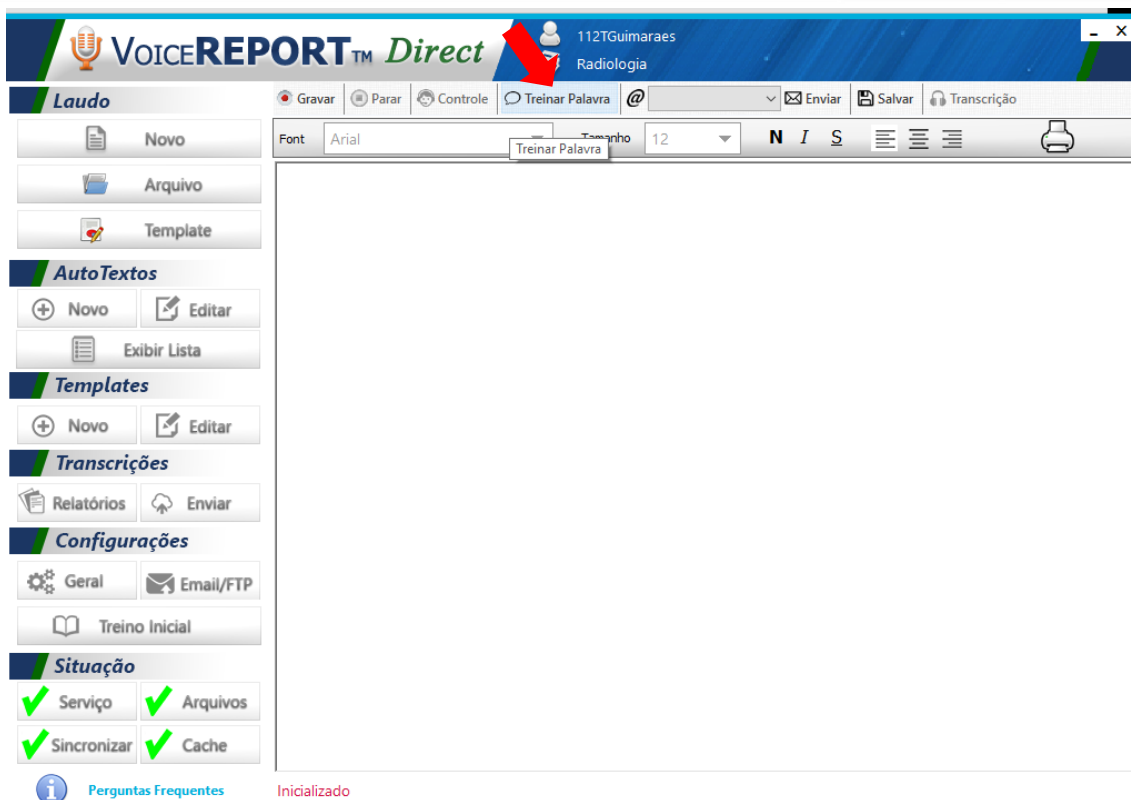 VOICEREPORT™ Direct
112TGuimaraes
Radiologia
Laudo
Gravar Parar Controle Treinar Palavra @ Enviar Salvar Transcrição
Novo
Font Arial Tamanho 12 N I S
Treinar Palavra
Arquivo
Template
AutoTextos
Novo Editar
Exibir Lista
Templates
Novo Editar
Transcrições
Relatórios Enviar
Configurações
Geral Email/FTP
Treino Inicial
Situação
Serviço Arquivos
Sincronizar Cache
Perguntas Frequentes Inicializado